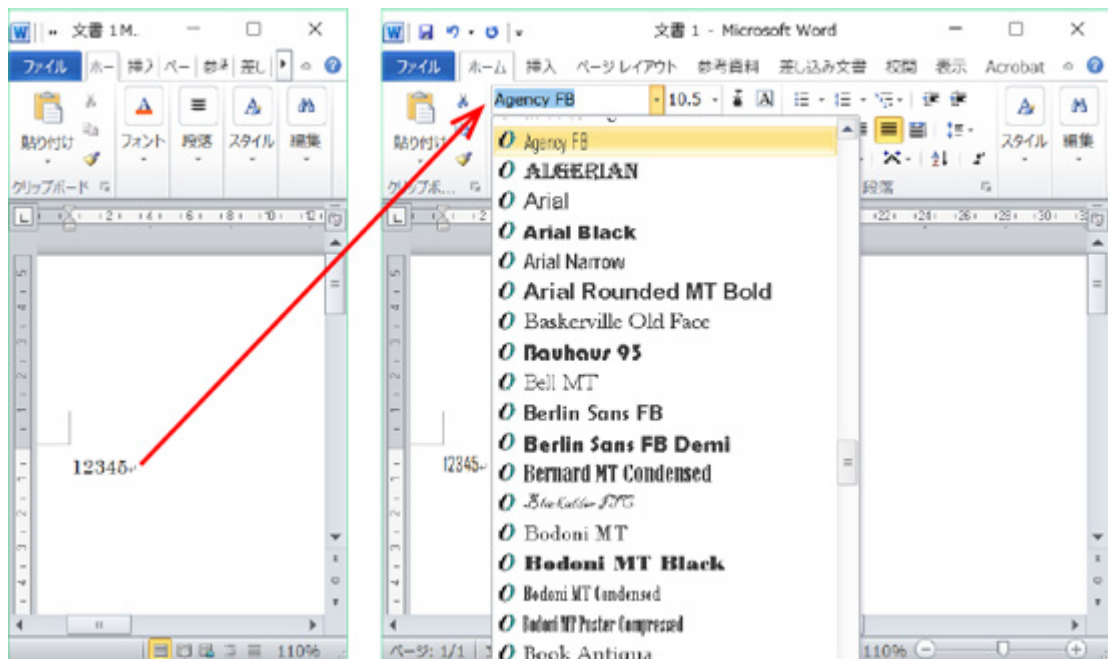 文書 1M..
ファイル ホー 挿入 ペー 参考 差し
貼り付け フォント 段落 スタイル 編集
クリップボード
12345
110%
文書 1 - Microsoft Word
ファイル ホーム 挿入 ページ レイアウト 参考資料 差し込み文書 校閲 表示 Acrobat
Agency FB 10.5
貼り付け スタイル 編集
クリップボ... 段落
Agency FB
ALGERIAN
Arial
Arial Black
Arial Narrow
Arial Rounded MT Bold
Baskerville Old Face
Bauhaus 93
Bell MT
Berlin Sans FB
Berlin Sans FB Demi
12345
Bernard MT Condensed
Blackadder ITC
Bodoni MT
Bodoni MT Black
Bodoni MT Condensed
Bodoni MT Poster Compressed
Book Antiqua
ページ: 1/1 110%